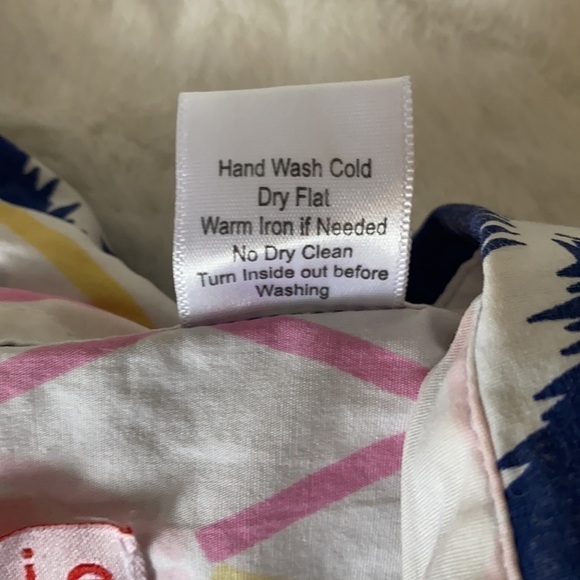 Hand Wash Cold
Dry Flat
Warm Iron if Needed
No Dry Clean
Turn Inside out before
Washing